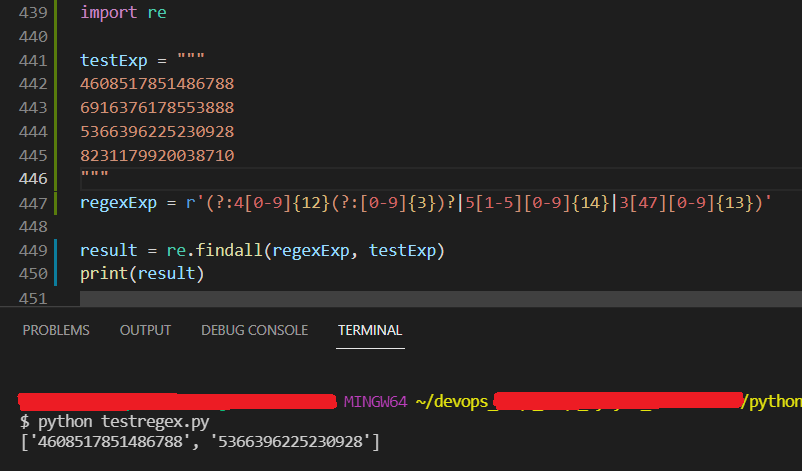 439 import re
440
441 testExp = """
442 4608517851486788
443 6916376178553888
444 5366396225230928
445 8231179920038710
446 """
447 regexExp = r'(?:4[0-9]{12}(?:[0-9]{3})?|5[1-5][0-9]{14}|3[47][0-9]{13})'
448
449 result = re.findall(regexExp, testExp)
450 print(result)
451
PROBLEMS OUTPUT DEBUG CONSOLE TERMINAL
MINGW64 ~/devops_ /python
$ python testregex.py
['4608517851486788', '5366396225230928']